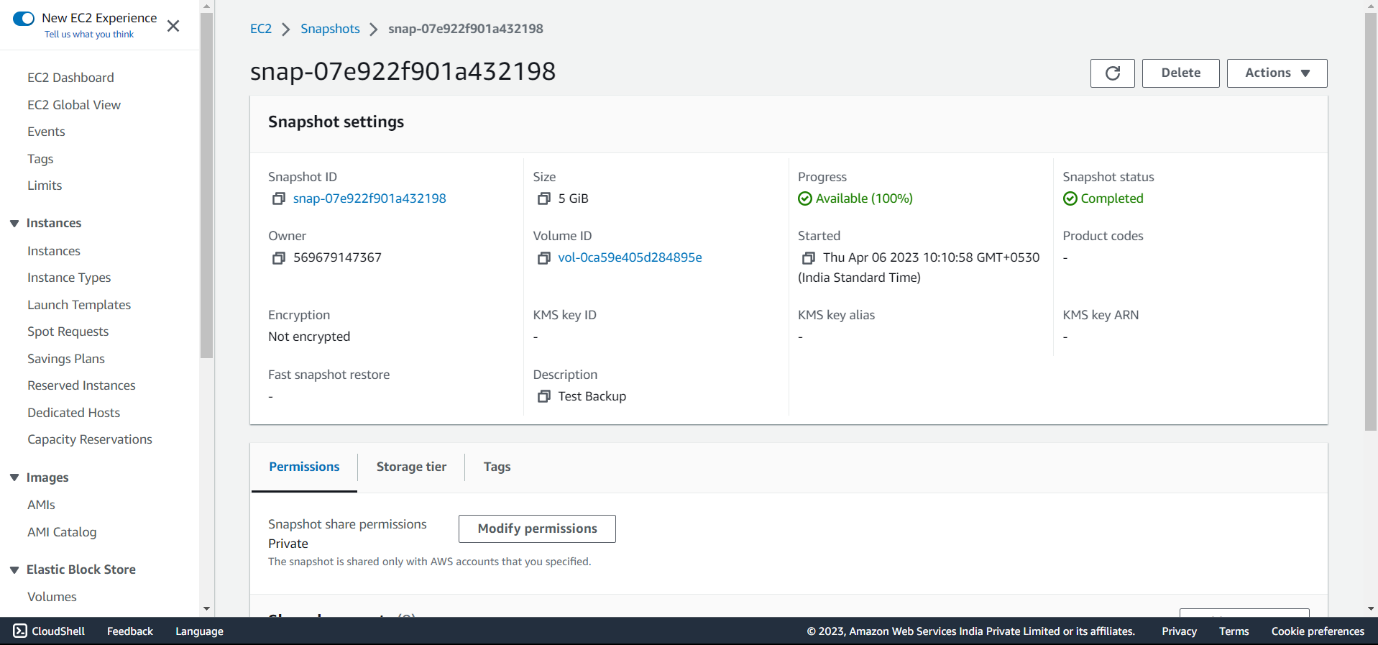 New EC2 Experience
Tell us what you think
EC2 Dashboard
EC2 Global View
Events
Tags
Limits
Instances
Instances
Instance Types
Launch Templates
Spot Requests
Savings Plans
Reserved Instances
Dedicated Hosts
Capacity Reservations
Images
AMIs
AMI Catalog
Elastic Block Store
Volumes
EC2 > Snapshots > snap-07e922f901a432198
snap-07e922f901a432198
Delete
Actions
Snapshot settings
Snapshot ID
snap-07e922f901a432198
Size
5 GiB
Progress
Available (100%)
Snapshot status
Completed
Owner
569679147367
Volume ID
vol-0ca59e405d284895e
Started
Thu Apr 06 2023 10:10:58 GMT+0530
(India Standard Time)
Product codes
-
Encryption
Not encrypted
KMS key ID
-
KMS key alias
-
KMS key ARN
-
Fast snapshot restore
-
Description
Test Backup
Permissions
Storage tier
Tags
Snapshot share permissions
Private
Modify permissions
The snapshot is shared only with AWS accounts that you specified.
CloudShell
Feedback
Language
© 2023, Amazon Web Services India Private Limited or its affiliates.
Privacy
Terms
Cookie preferences